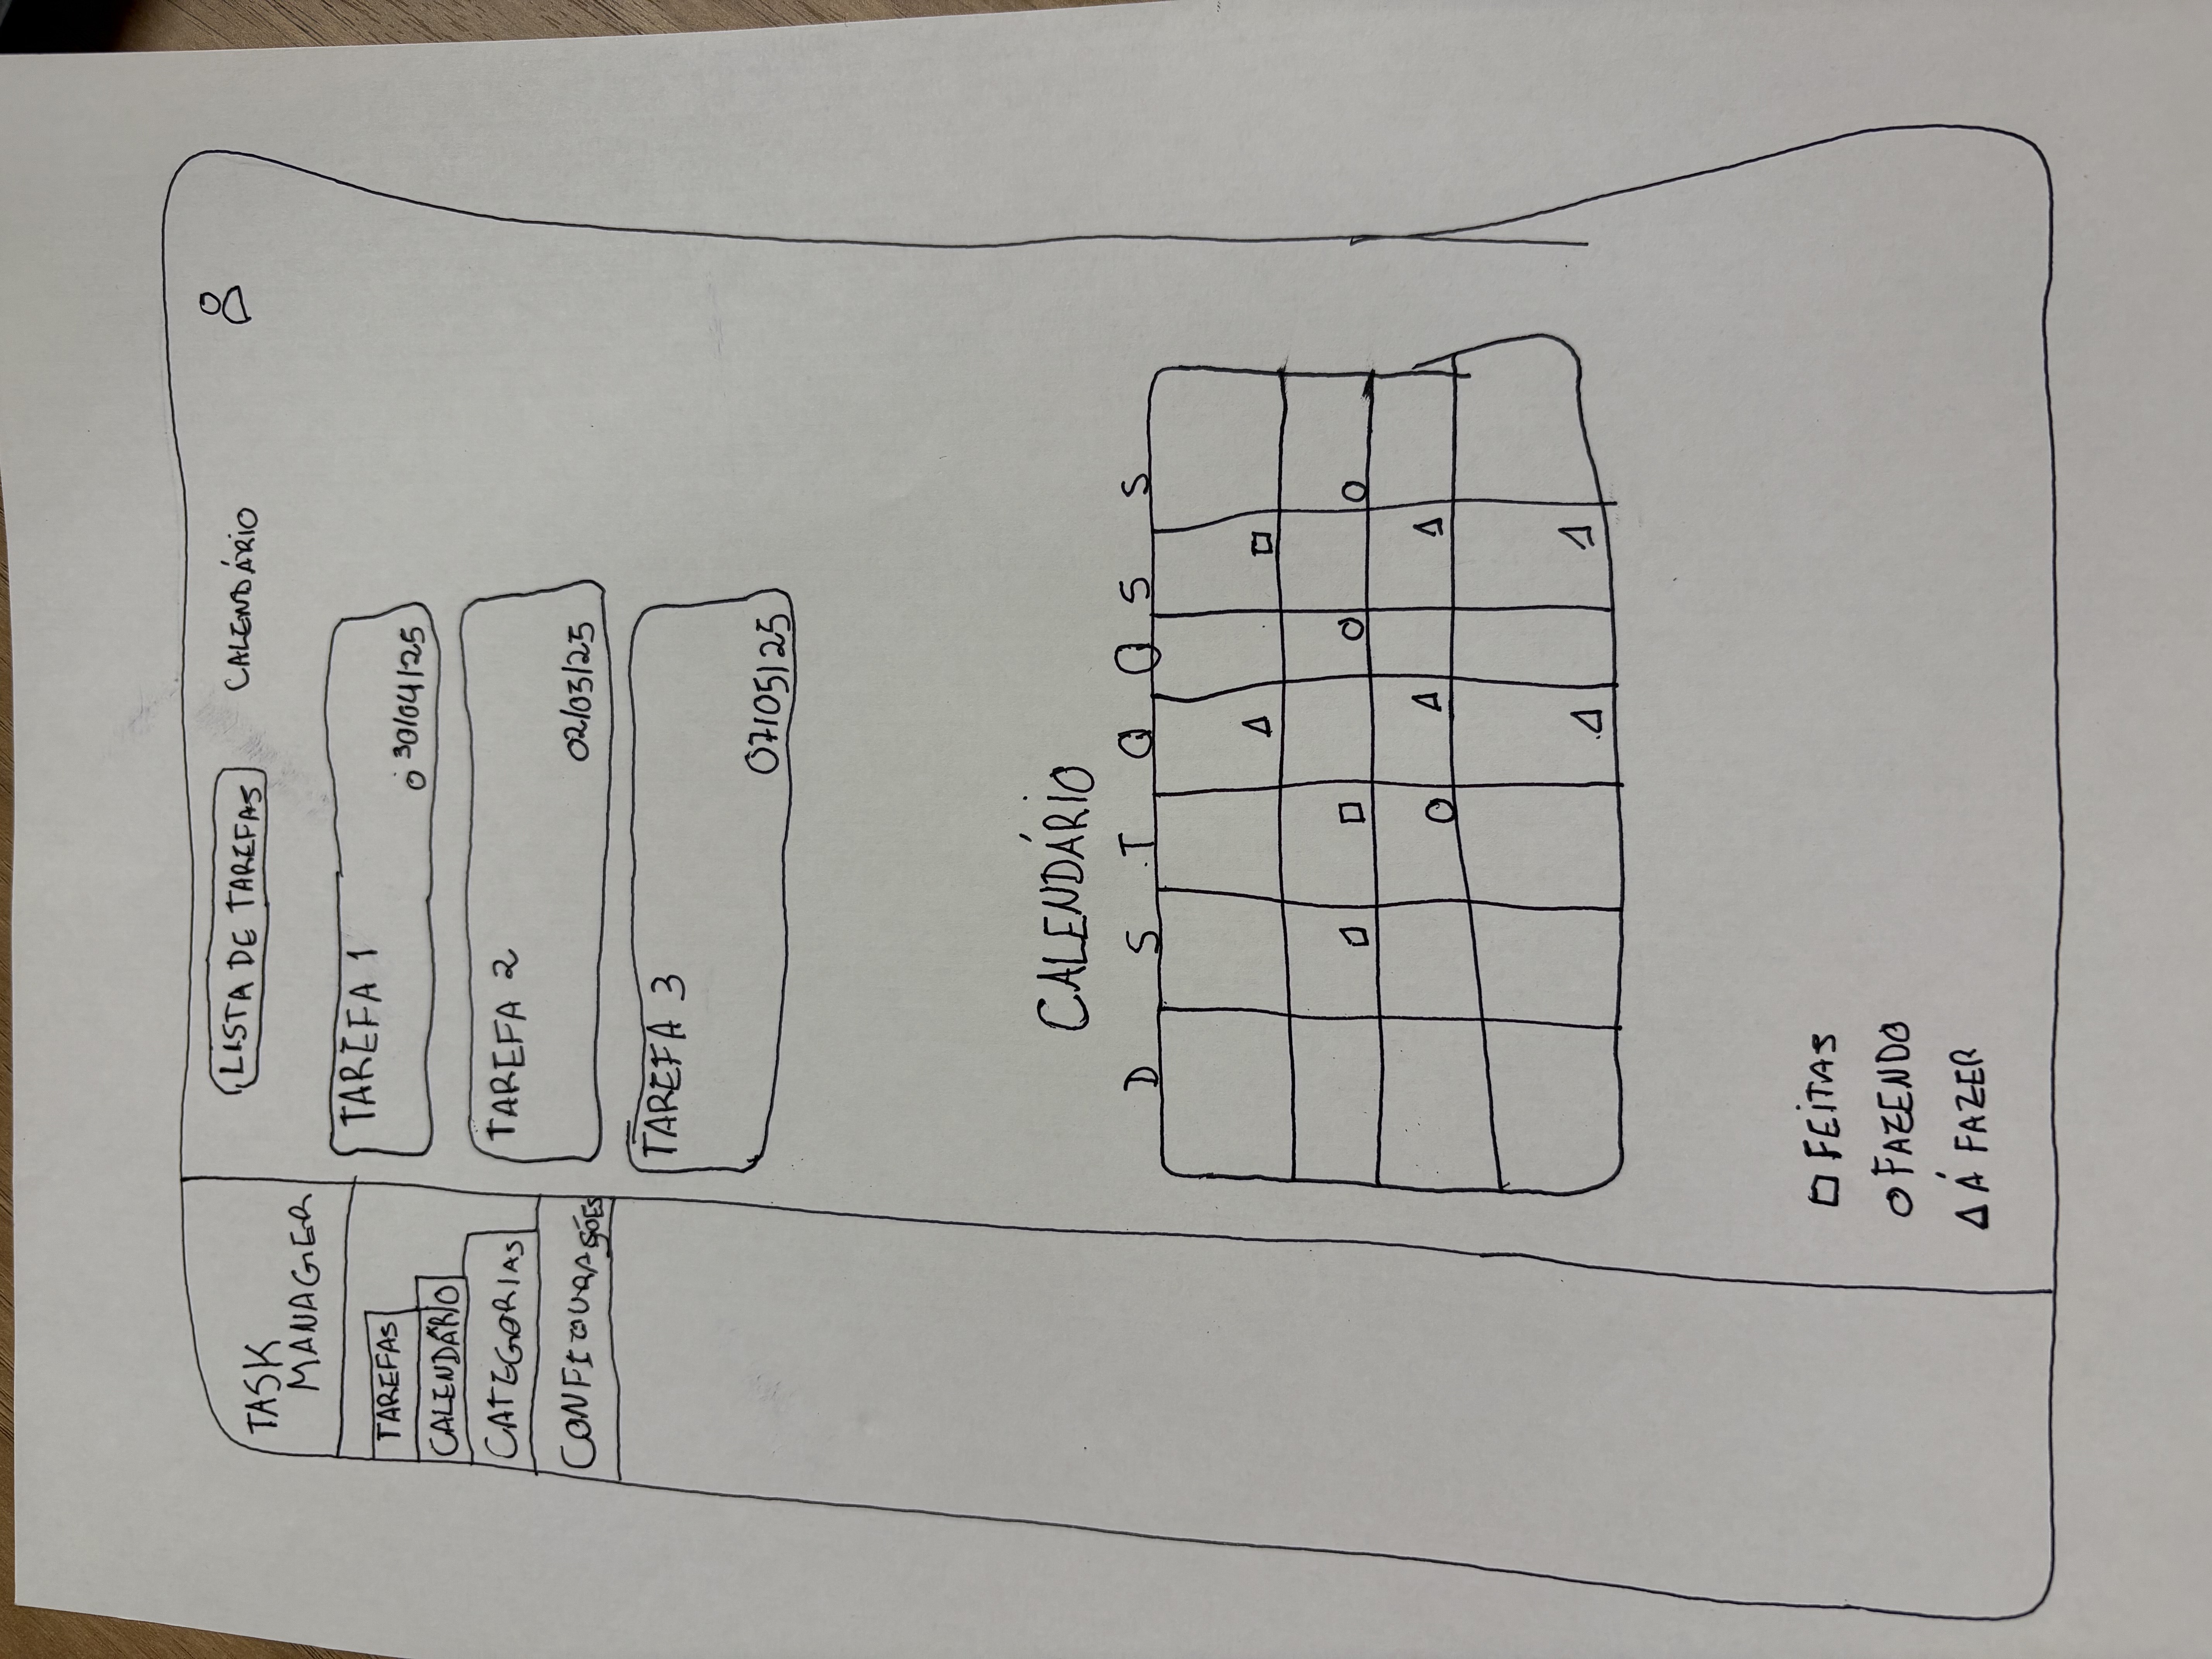 TASK
MANAGER
LISTA DE TAREFAS
CALENDÁRIO
TAREFAS
CALENDÁRIO
CATEGORIAS
CONFIGURAÇÕES
TAREFA 1
30/04/25
TAREFA 2
02/05/25
TAREFA 3
07/05/25
CALENDÁRIO
D S T Q Q S S
FEITAS
FAZENDO
Á FAZER